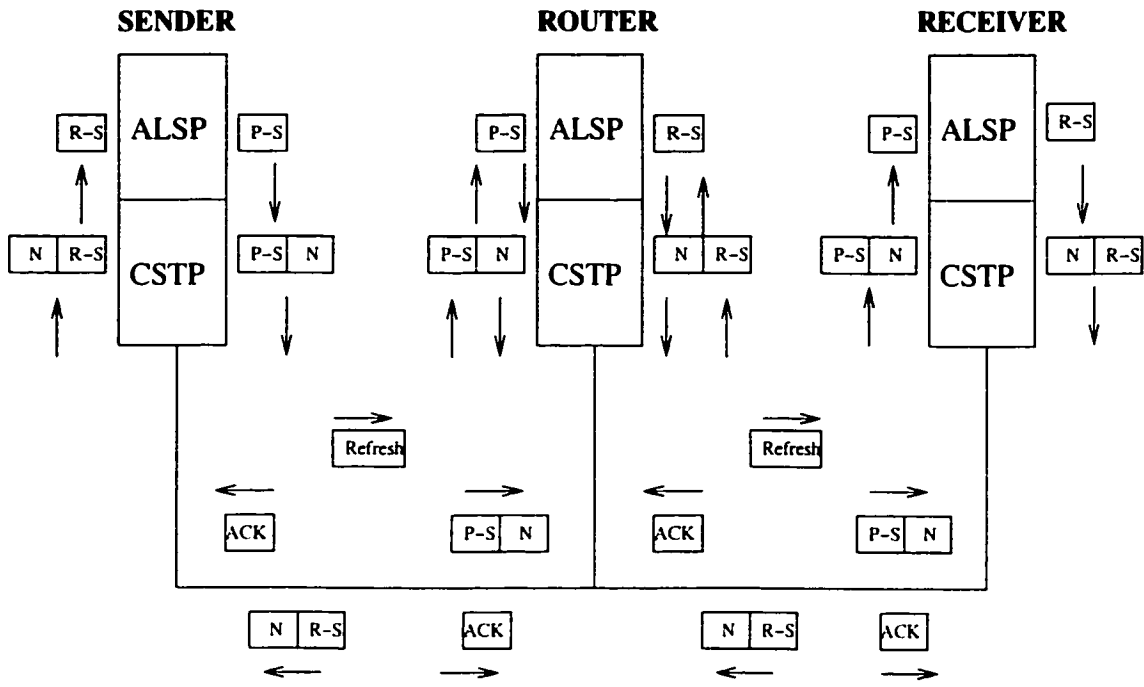 SENDER ROUTER RECEIVER
R-S ALSP P-S P-S ALSP R-S P-S ALSP R-S
N R-S CSTP P-S N P-S N CSTP N R-S P-S N CSTP N R-S
Refresh Refresh
ACK P-S N ACK P-S N
N R-S ACK N R-S ACK